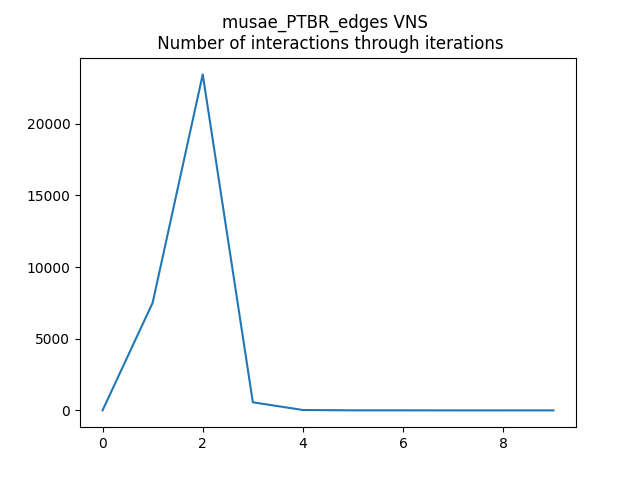 musae_PTBR_edges VNS
Number of interactions through iterations
20000
15000
10000
5000
0
0 2 4 6 8